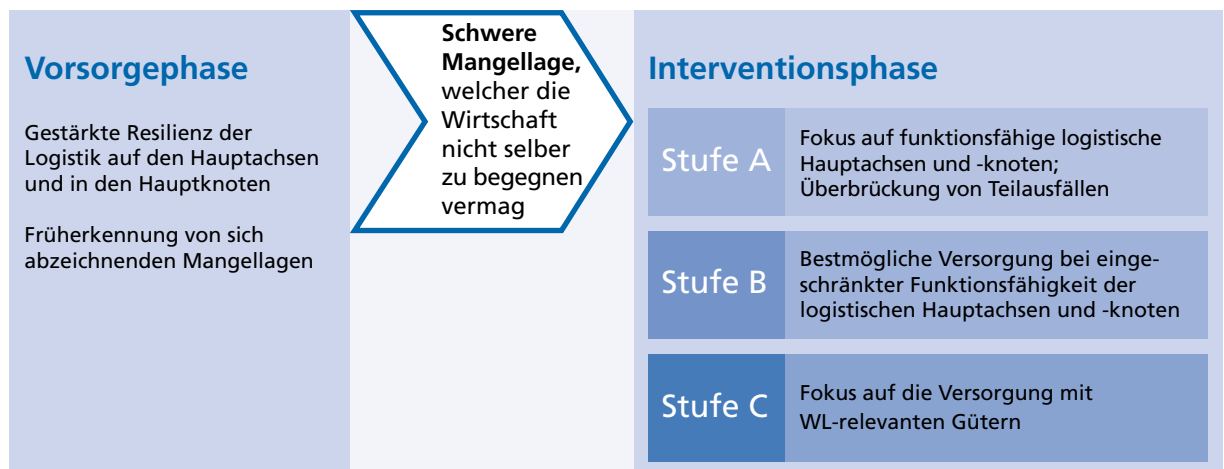 Vorsorgephase
Gestärkte Resilienz der
Logistik auf den Hauptachsen
und in den Hauptknoten
Früherkennung von sich
abzeichnenden Mangellagen
Schwere
Mangellage,
welcher die
Wirtschaft
nicht selber
zu begegnen
vermag
Interventionsphase
Stufe A
Fokus auf funktionsfähige logistische
Hauptachsen und -knoten;
Überbrückung von Teilausfällen
Stufe B
Bestmögliche Versorgung bei einge-
schränkter Funktionsfähigkeit der
logistischen Hauptachsen und -knoten
Stufe C
Fokus auf die Versorgung mit
WL-relevanten Gütern